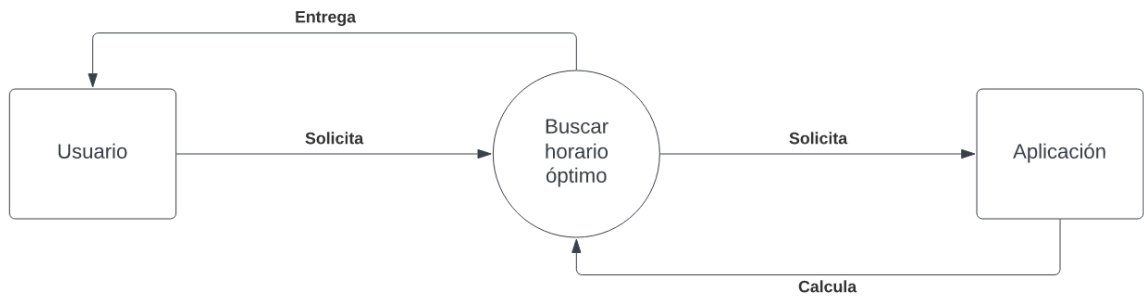 Entrega
Usuario
Solicita
Buscar
horario
óptimo
Solicita
Aplicación
Calcula